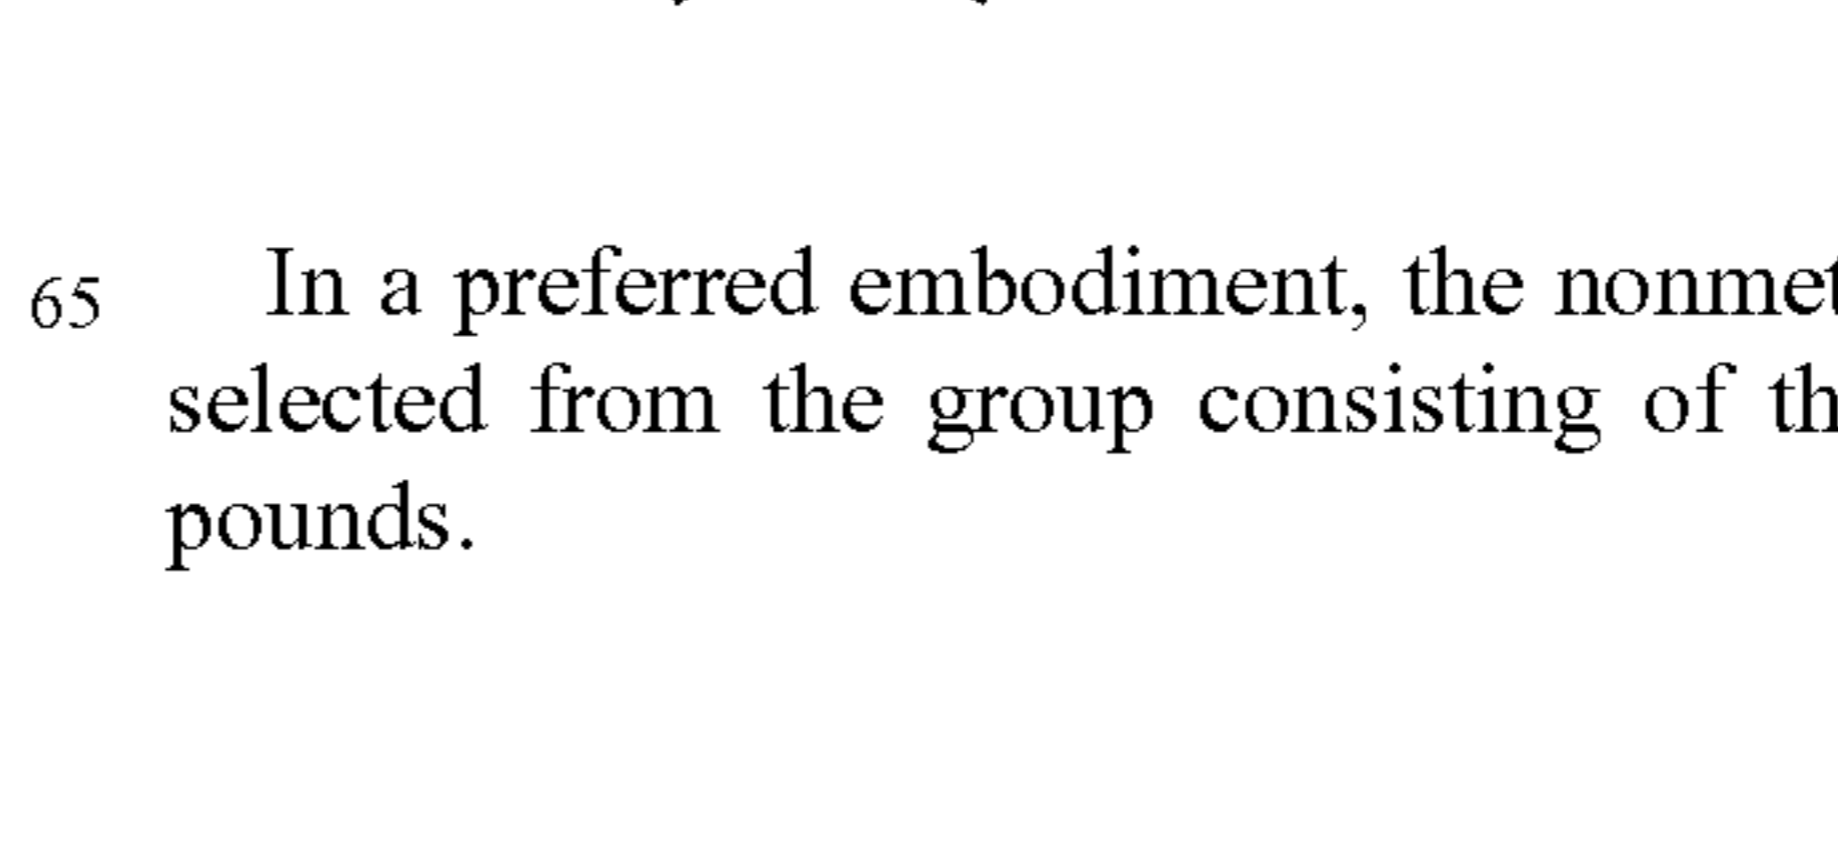 65 In a preferred embodiment, the nonmet
selected from the group consisting of th
pounds.